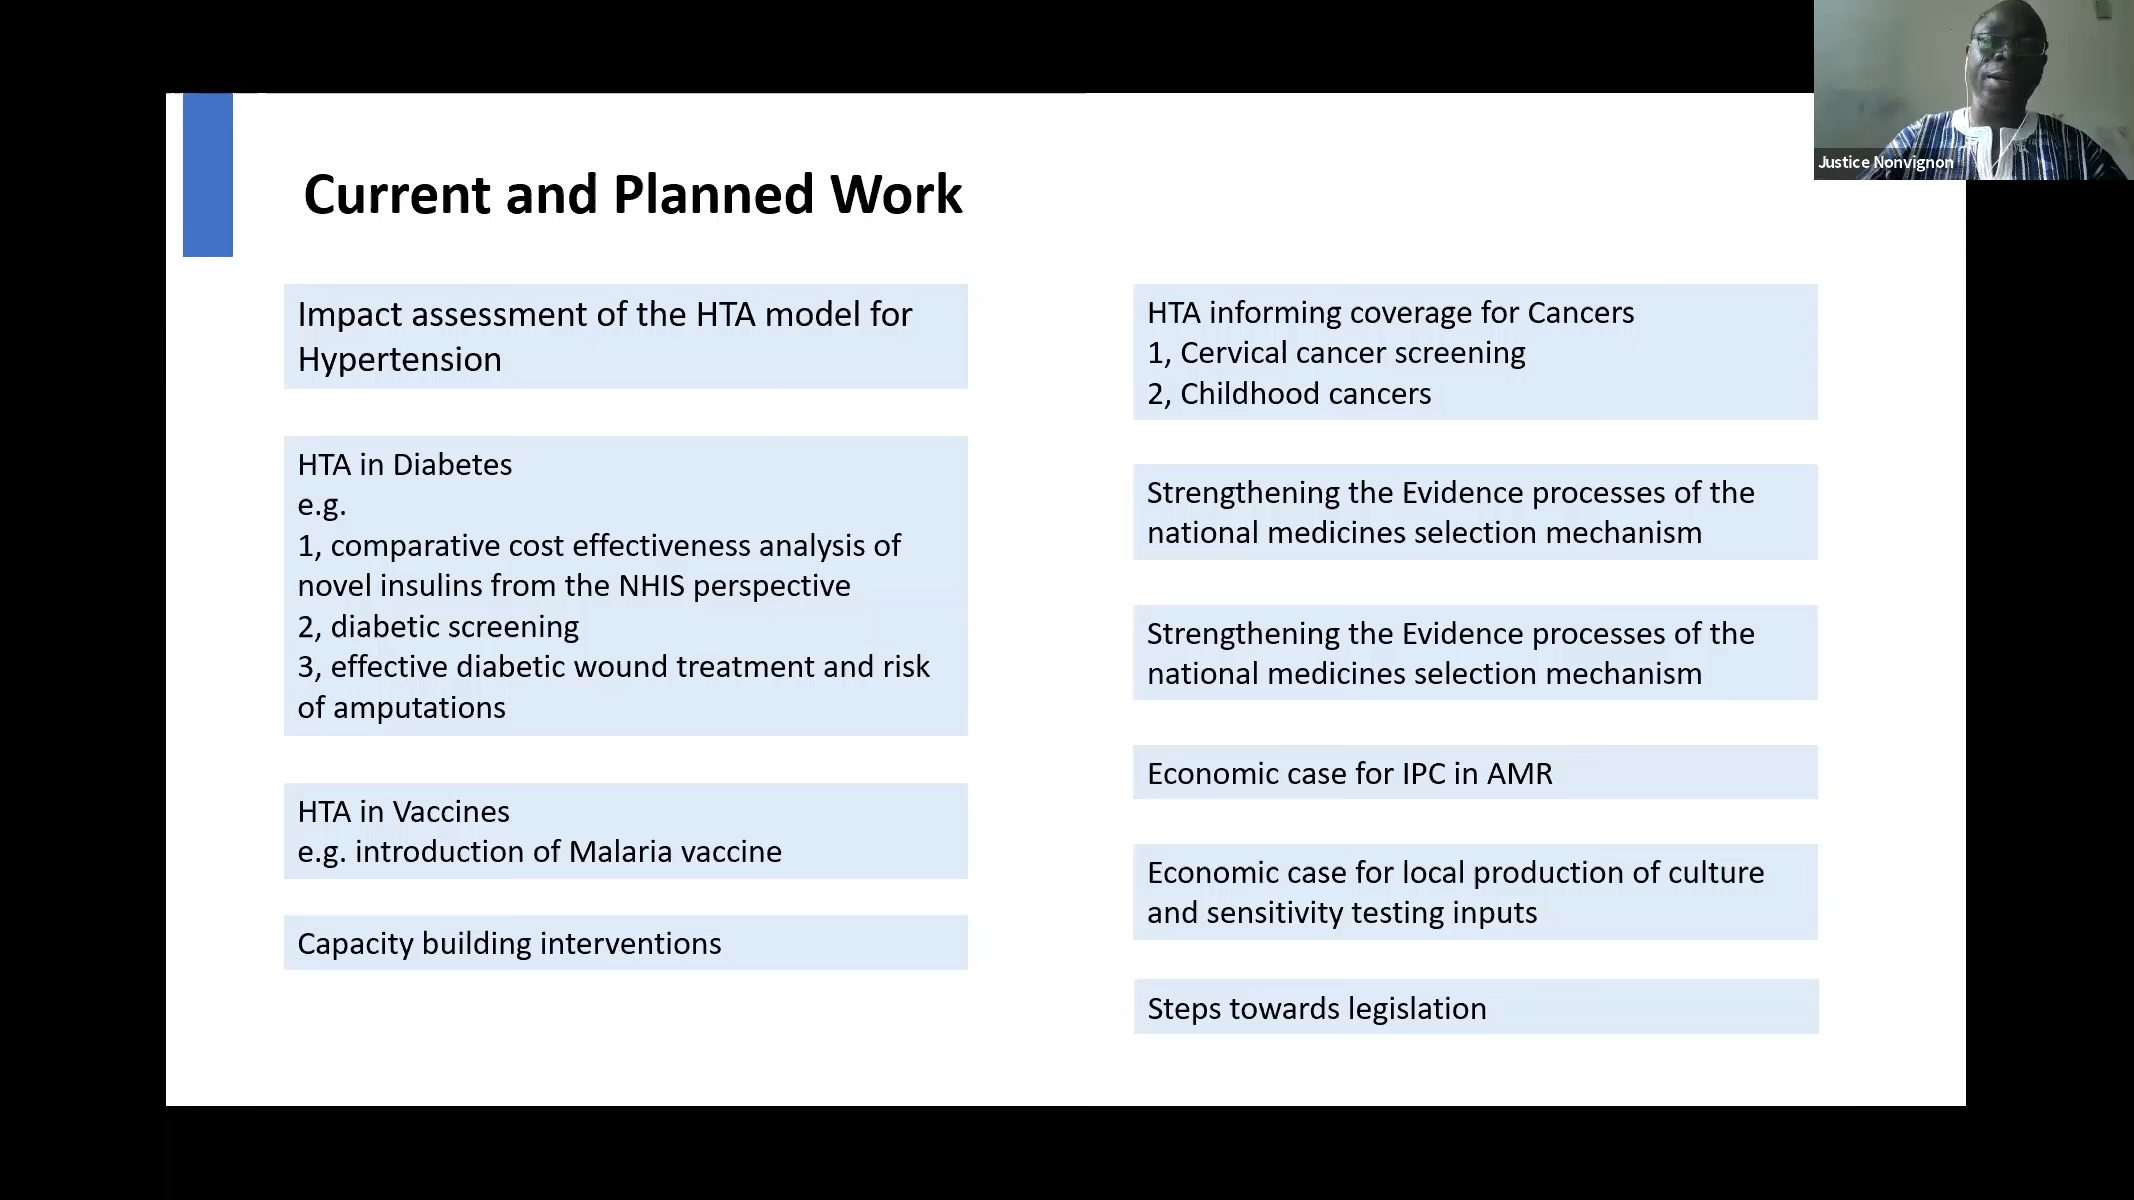 Justice Nonvignon
Current and Planned Work
Impact assessment of the HTA model for
Hypertension
HTA in Diabetes
e.g.
1, comparative cost effectiveness analysis of
novel insulins from the NHIS perspective
2, diabetic screening
3, effective diabetic wound treatment and risk
of amputations
HTA in Vaccines
e.g. introduction of Malaria vaccine
Capacity building interventions
HTA informing coverage for Cancers
1, Cervical cancer screening
2, Childhood cancers
Strengthening the Evidence processes of the
national medicines selection mechanism
Strengthening the Evidence processes of the
national medicines selection mechanism
Economic case for IPC in AMR
Economic case for local production of culture
and sensitivity testing inputs
Steps towards legislation